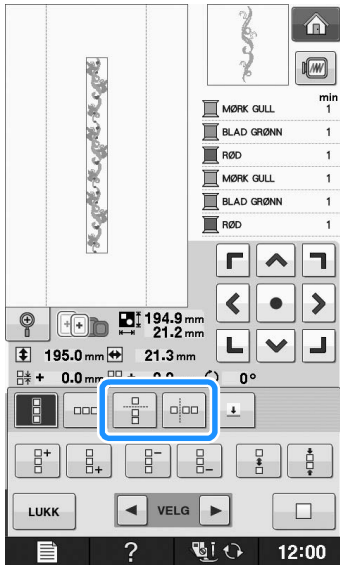 min
MØRK GULL 1
BLAD GRØNN 1
RØD 1
MØRK GULL 1
BLAD GRØNN 1
RØD 1
194.9 mm
21.2 mm
195.0 mm 21.3 mm
+ 0.0 mm + 0° 
LUKK VELG
? 12:00